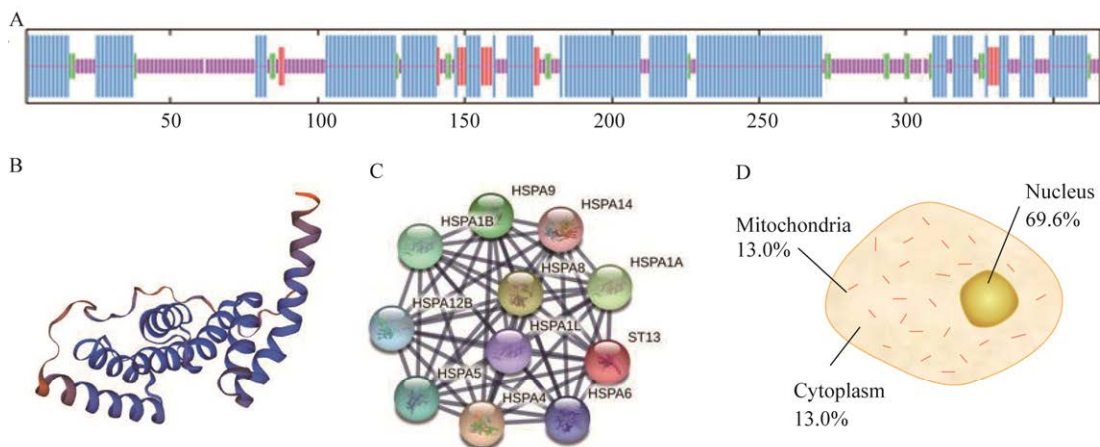 A
50 100 150 200 250 300
B
C
D
HSPA9
HSPA14
HSPA1B
HSPA8
HSPA1A
HSPA12B
HSPA1L
ST13
HSPA5
HSPA4
HSPA6
Nucleus
69.6%
Mitochondria
13.0%
Cytoplasm
13.0%